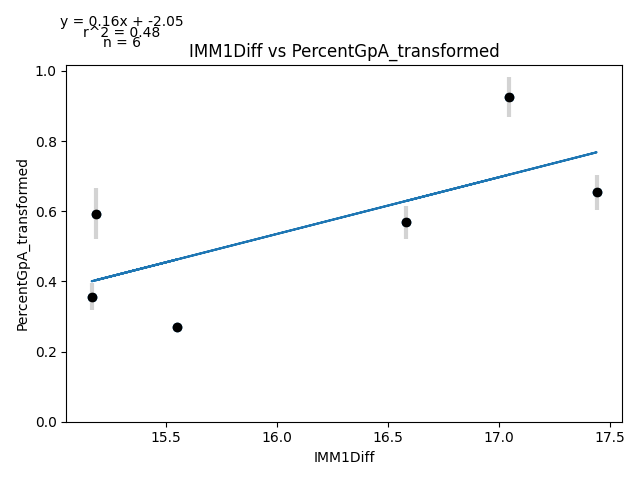 y = 0.16x + -2.05
r^2 = 0.48
n = 6
IMM1Diff vs PercentGpA_transformed
1.0
0.8
0.6
0.4
0.2
0.0
PercentGpA_transformed
15.5 16.0 16.5 17.0 17.5
IMM1Diff